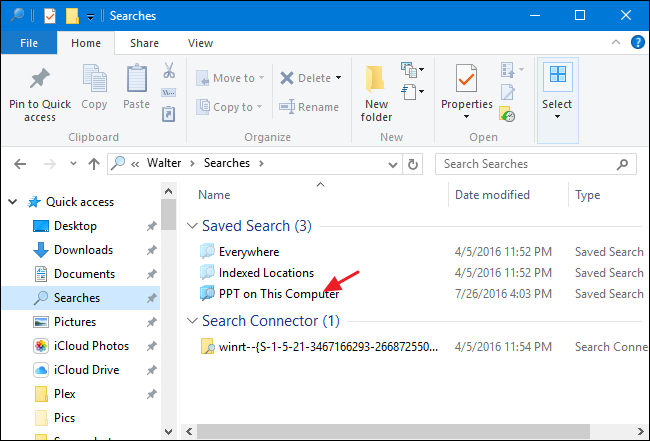 Searches
File Home Share View
Pin to Quick access
Copy
Paste
Clipboard
Move to
Copy to
Delete
Rename
Organize
New folder
New
Properties
Open
Select
« Walter > Searches >
Search Searches
Name Date modified Type
Quick access
Desktop
Downloads
Documents
Searches
Pictures
iCloud Photos
iCloud Drive
Plex
Pics
Saved Search (3)
Everywhere 4/5/2016 11:52 PM Saved Search
Indexed Locations 4/5/2016 11:52 PM Saved Search
PPT on This Computer 7/26/2016 4:03 PM Saved Search
Search Connector (1)
winrt--{S-1-5-21-3467166293-266872550... 4/5/2016 11:54 PM Search Conne